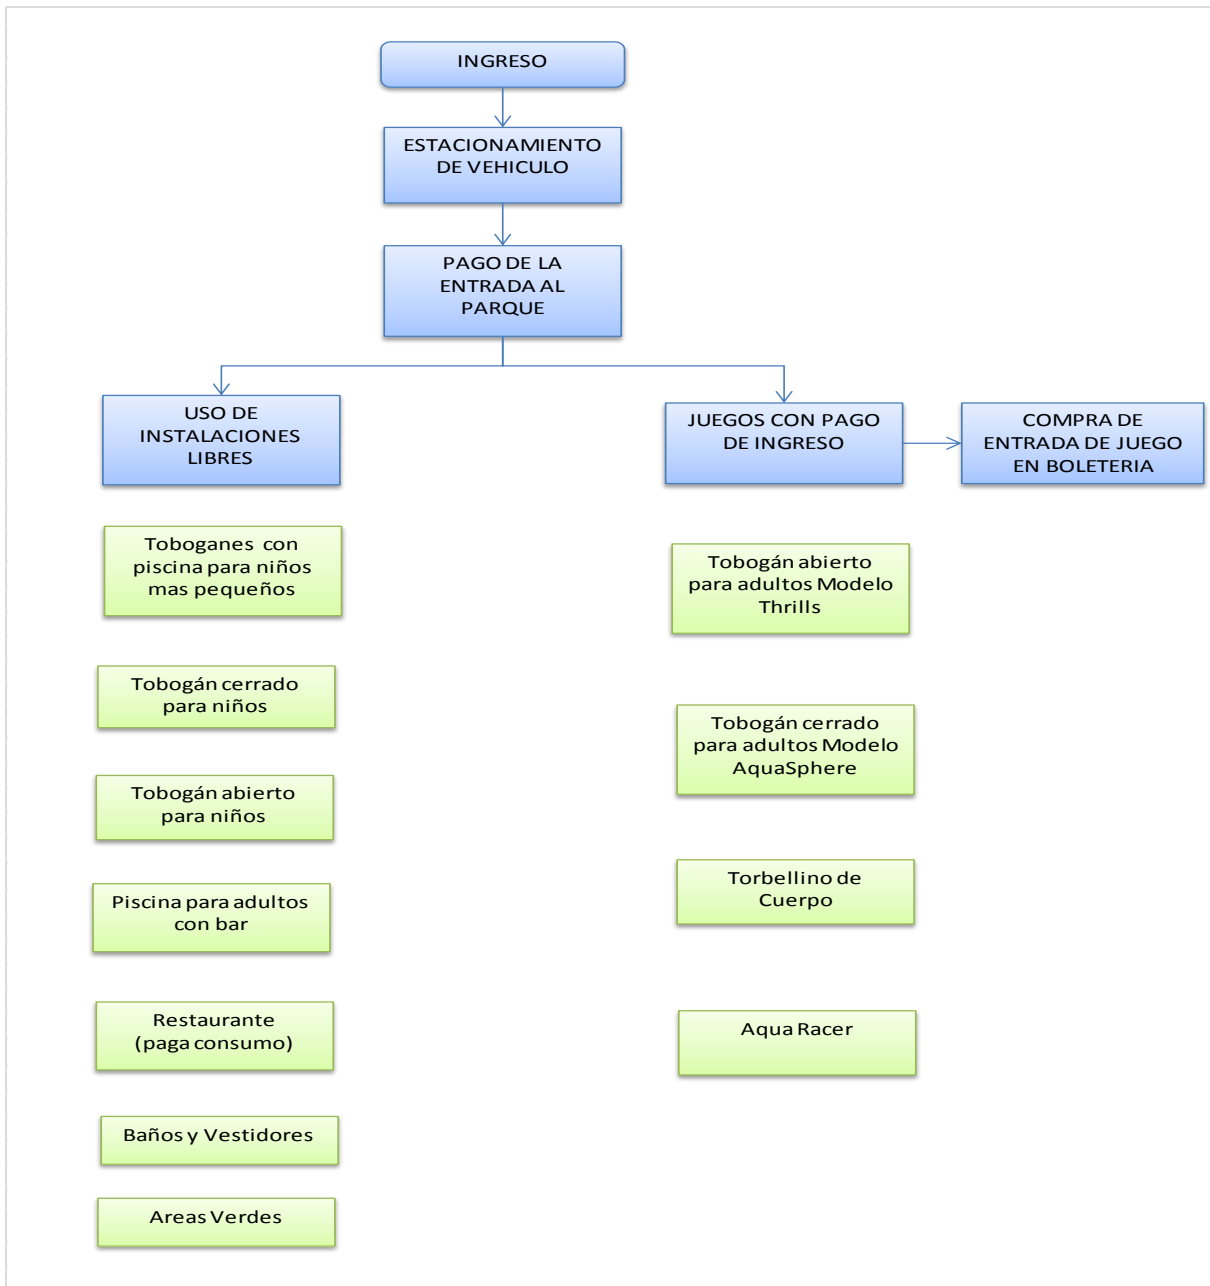 INGRESO
ESTACIONAMIENTO
DE VEHICULO
PAGO DE LA
ENTRADA AL
PARQUE
USO DE
INSTALACIONES
LIBRES
JUEGOS CON PAGO
DE INGRESO
COMPRA DE
ENTRADA DE JUEGO
EN BOLETERIA
Toboganes con
piscina para niños
mas pequeños
Tobogán cerrado
para niños
Tobogán abierto
para niños
Piscina para adultos
con bar
Restaurante
(paga consumo)
Baños y Vestidores
Areas Verdes
Tobogán abierto
para adultos Modelo
Thrills
Tobogán cerrado
para adultos Modelo
AquaSphere
Torbellino de
Cuerpo
Aqua Racer